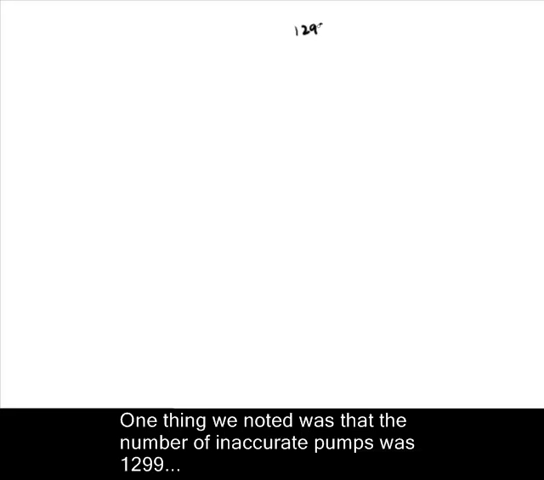 129
One thing we noted was that the
number of inaccurate pumps was
1299...